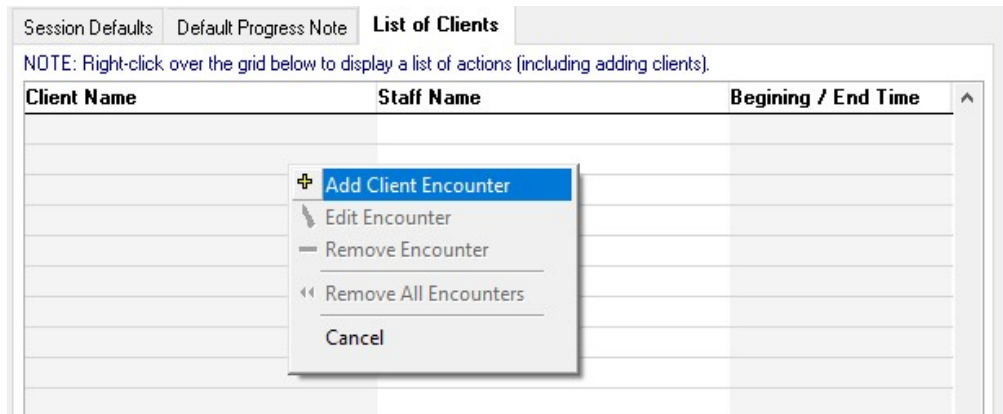 Session Defaults Default Progress Note List of Clients
NOTE: Right-click over the grid below to display a list of actions (including adding clients).
Client Name Staff Name Begining / End Time
Add Client Encounter
Edit Encounter
Remove Encounter
Remove All Encounters
Cancel